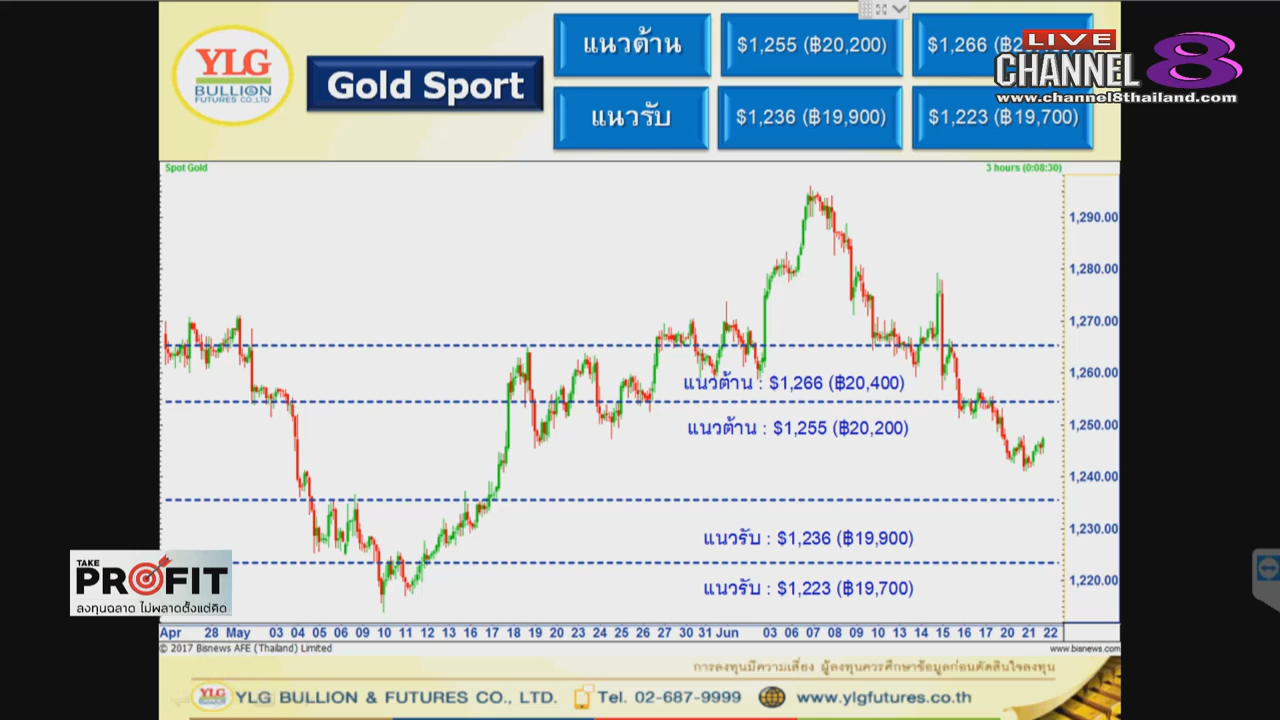 YLG
BULLION
FUTURES CO.,LTD
Gold Sport
แนวต้าน
$1,255 (฿20,200)
$1,266
แนวรับ
$1,236 (฿19,900)
$1,223 (฿19,700)
LIVE
CHANNEL 8
www.channel8thailand.com
Spot Gold
3 hours (0:08:30)
1,290.00
1,280.00
1,270.00
1,260.00
1,250.00
1,240.00
1,230.00
1,220.00
แนวต้าน : $1,266 (฿20,400)
แนวต้าน : $1,255 (฿20,200)
แนวรับ : $1,236 (฿19,900)
แนวรับ : $1,223 (฿19,700)
TAKE
PROFIT
ลงทุนฉลาด ไม่พลาดตั้งแต่คิด
Apr 28 May 03 04 05 06 09 10 11 12 13 16 17 18 19 20 23 24 25 26 27 30 31 Jun 03 06 07 08 09 10 13 14 15 16 17 20 21 22
© 2017 Bisnews AFE (Thailand) Limited
www.bisnews.com
การลงทุนมีความเสี่ยง ผู้ลงทุนควรศึกษาข้อมูลก่อนตัดสินใจลงทุน
YLG YLG BULLION & FUTURES CO., LTD. Tel. 02-687-9999 www.ylgfutures.co.th